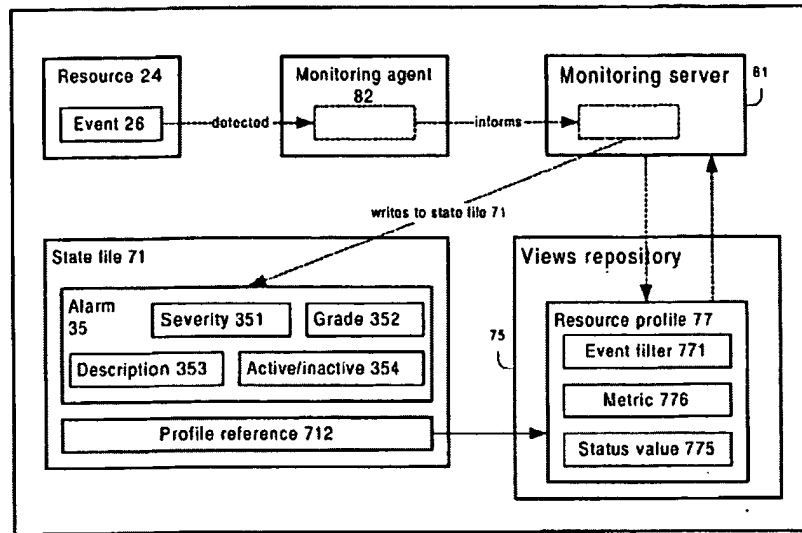 Resource 24
Event 26
detected
Monitoring agent
82
informs
Monitoring server
81
writes to state file 71
State file 71
Alarm
35
Severity 351
Grade 352
Description 353
Active/inactive 354
Profile reference 712
Views repository
75
Resource profile 77
Event filter 771
Metric 776
Status value 775